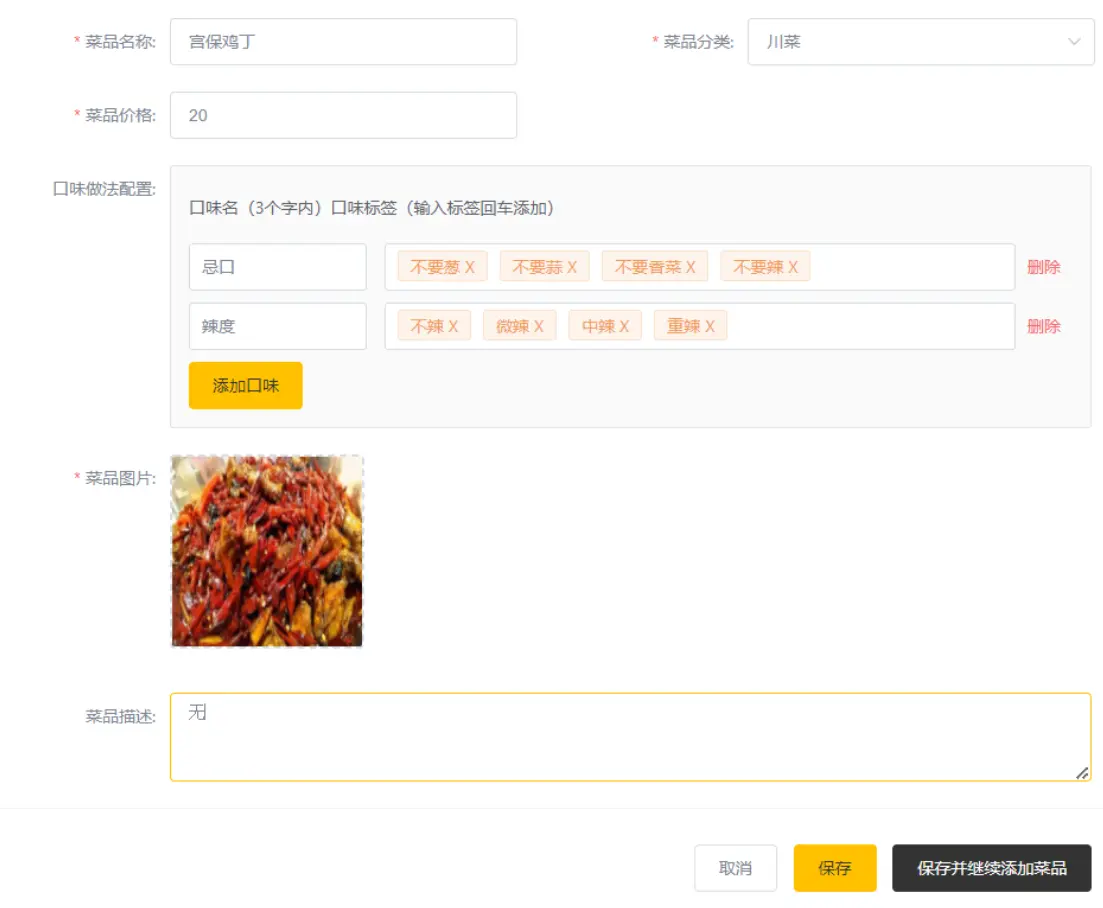 * 菜品名称: 宫保鸡丁 * 菜品分类: 川菜
* 菜品价格: 20
口味做法配置:
口味名（3个字内）口味标签（输入标签回车添加）
忌口 不要葱 X 不要蒜 X 不要香菜 X 不要辣 X 删除
辣度 不辣 X 微辣 X 中辣 X 重辣 X 删除
添加口味
* 菜品图片:
菜品描述: 无
取消 保存 保存并继续添加菜品